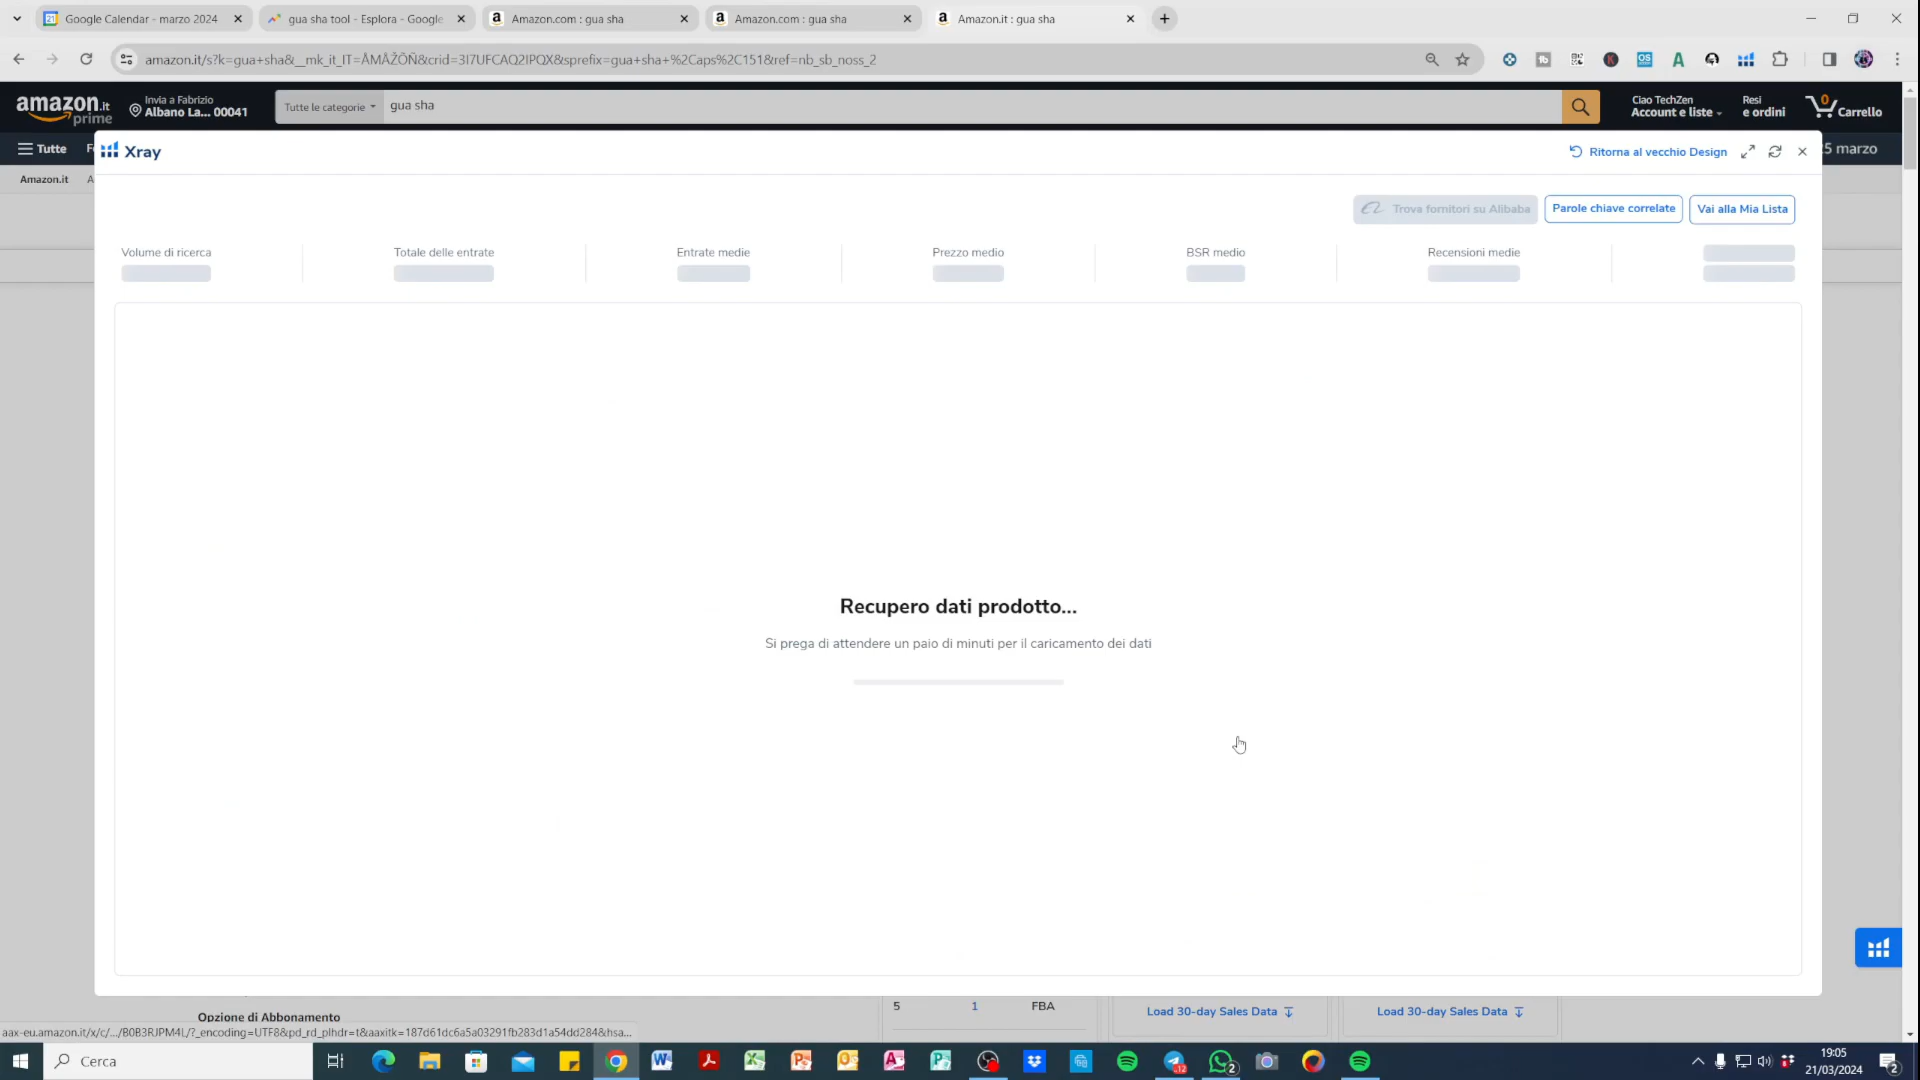 Google Calendar - marzo 2024
gua sha tool - Esplora - Google
Amazon.com : gua sha
Amazon.com : gua sha
Amazon.it : gua sha
amazon.it/s?k=gua+sha&__mk_it_IT=ÅMÅŽÕÑ&crid=3I7UFCAQ2IPQX&sprefix=gua+sha+%2Caps%2C151&ref=nb_sb_noss_2
amazon.it
prime
Invia a Fabrizio
Albano La... 00041
Tutte le categorie
gua sha
Ciao TechZen
Account e liste
Resi
e ordini
0
Carrello
Tutte
Xray
Ritorna al vecchio Design
5 marzo
Amazon.it
Trova fornitori su Alibaba
Parole chiave correlate
Vai alla Mia Lista
Volume di ricerca
Totale delle entrate
Entrate medie
Prezzo medio
BSR medio
Recensioni medie
Recupero dati prodotto...
Si prega di attendere un paio di minuti per il caricamento dei dati
5
1
FBA
Load 30-day Sales Data
Load 30-day Sales Data
Opzione di Abbonamento
aax-eu.amazon.it/x/c/.../B0B3RJPM4L/?_encoding=UTF8&pd_rd_plhdr=t&aaxitk=187d61dc6a5a03291fb283d1a54dd284&hsa...
Cerca
12
2
19:05
21/03/2024
2